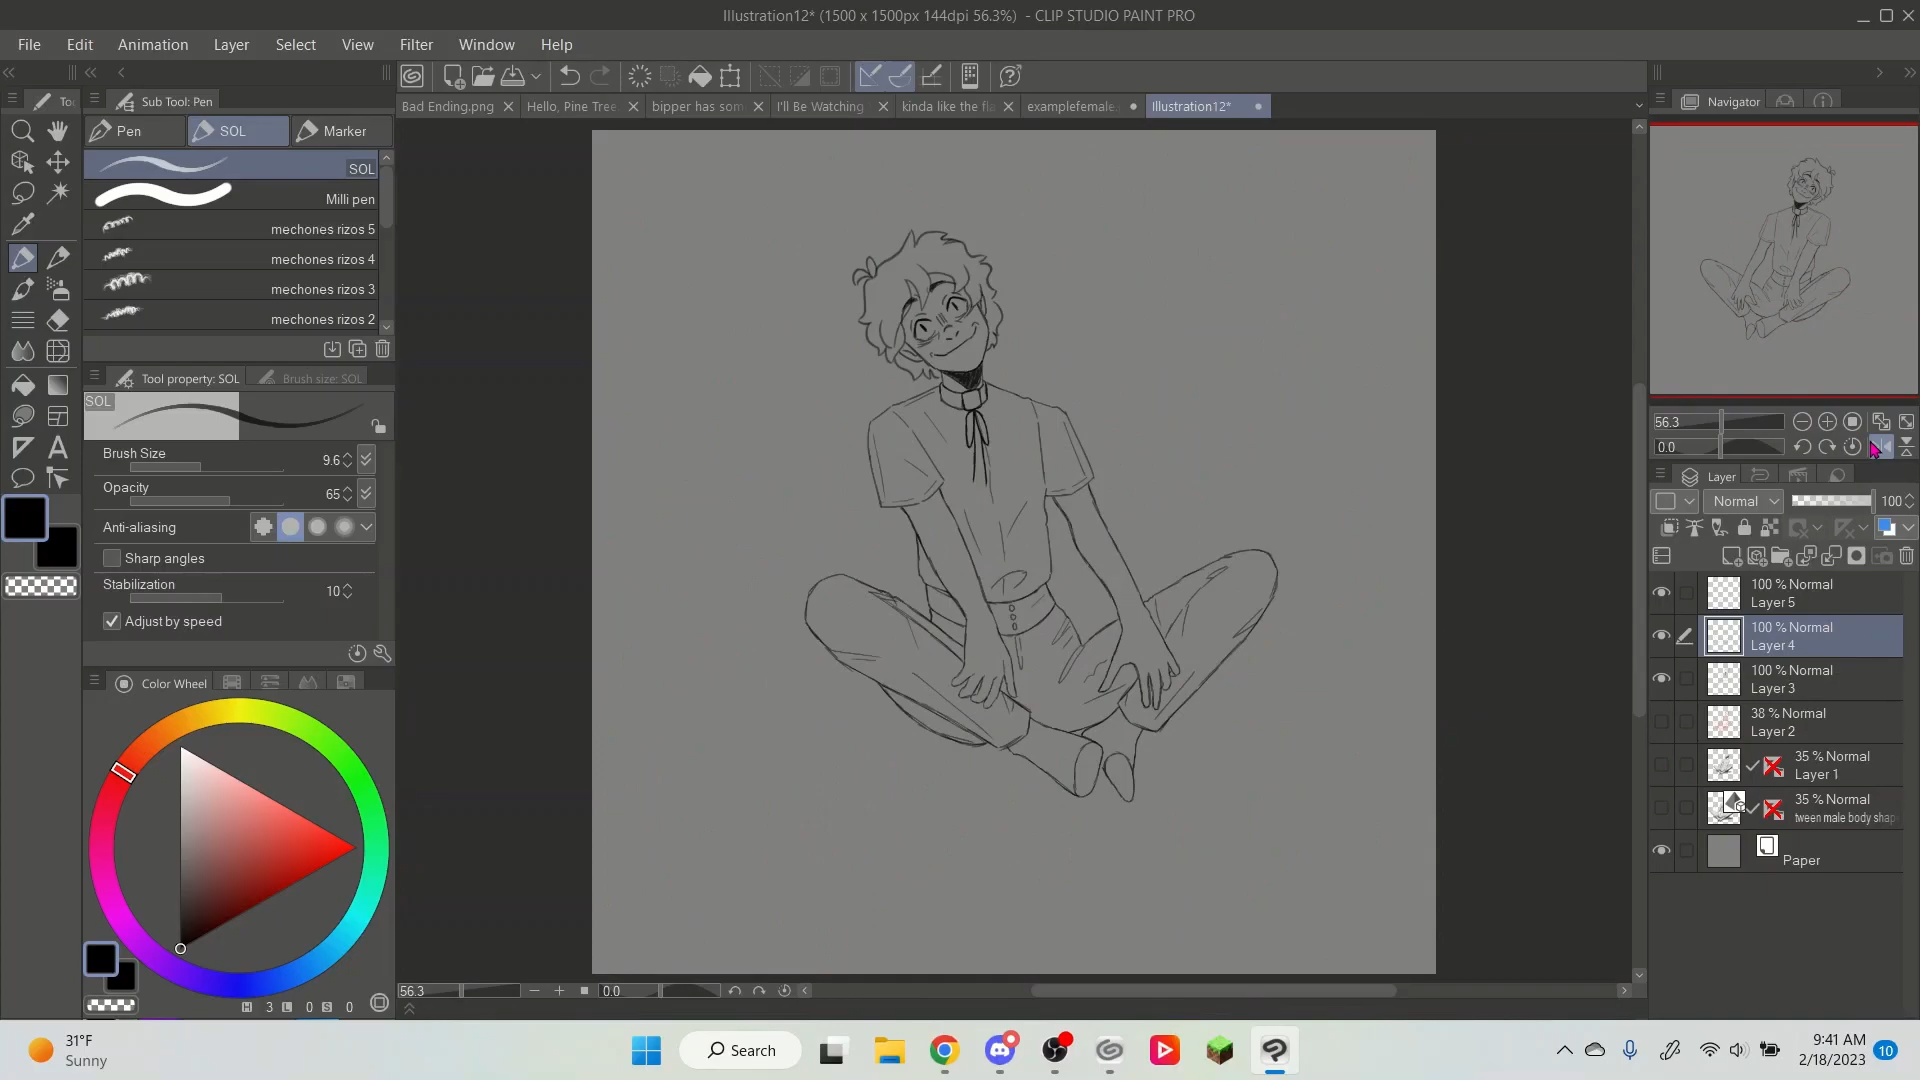 Illustration12* (1500 x 1500px 144dpi 56.3%) - CLIP STUDIO PAINT PRO
File Edit Animation Layer Select View Filter Window Help
Bad Ending.png Hello, Pine Tree. bipper has som I'll Be Watching kinda like the fla examplefemale. Illustration12*
Too
Sub Tool: Pen
Pen SOL Marker
SOL
Milli pen
mechones rizos 5
mechones rizos 4
mechones rizos 3
mechones rizos 2
Tool property: SOL Brush size: SOL
SOL
Brush Size 9.6
Opacity 65
Anti-aliasing
Sharp angles
Stabilization 10
Adjust by speed
Color Wheel
H 3 L 0 S 0
56.3 0.0
Navigator
56.3
0.0
Layer
Normal 100
100 % Normal
Layer 5
100 % Normal
Layer 4
100 % Normal
Layer 3
38 % Normal
Layer 2
35 % Normal
Layer 1
35 % Normal
tween male body shap
Paper
31°F
Sunny
Search
9:41 AM
2/18/2023
10